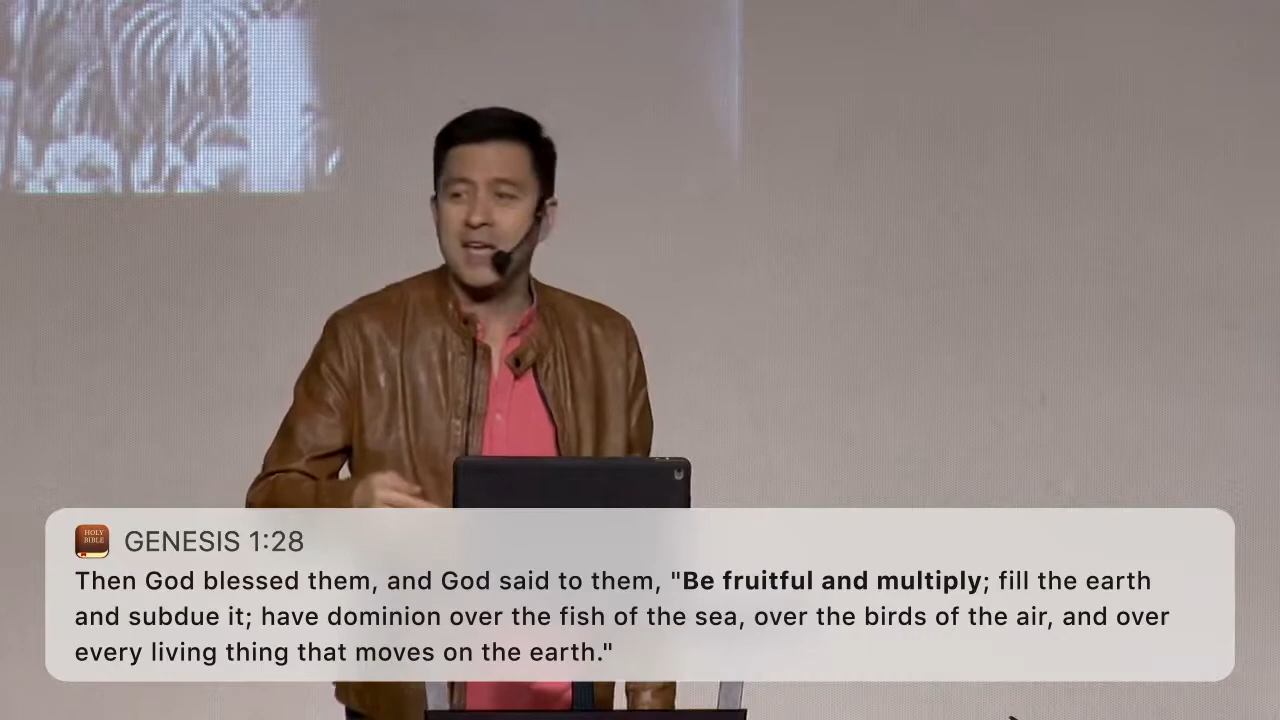 HOLY
BIBLE
GENESIS 1:28
Then God blessed them, and God said to them, "Be fruitful and multiply; fill the earth
and subdue it; have dominion over the fish of the sea, over the birds of the air, and over
every living thing that moves on the earth."